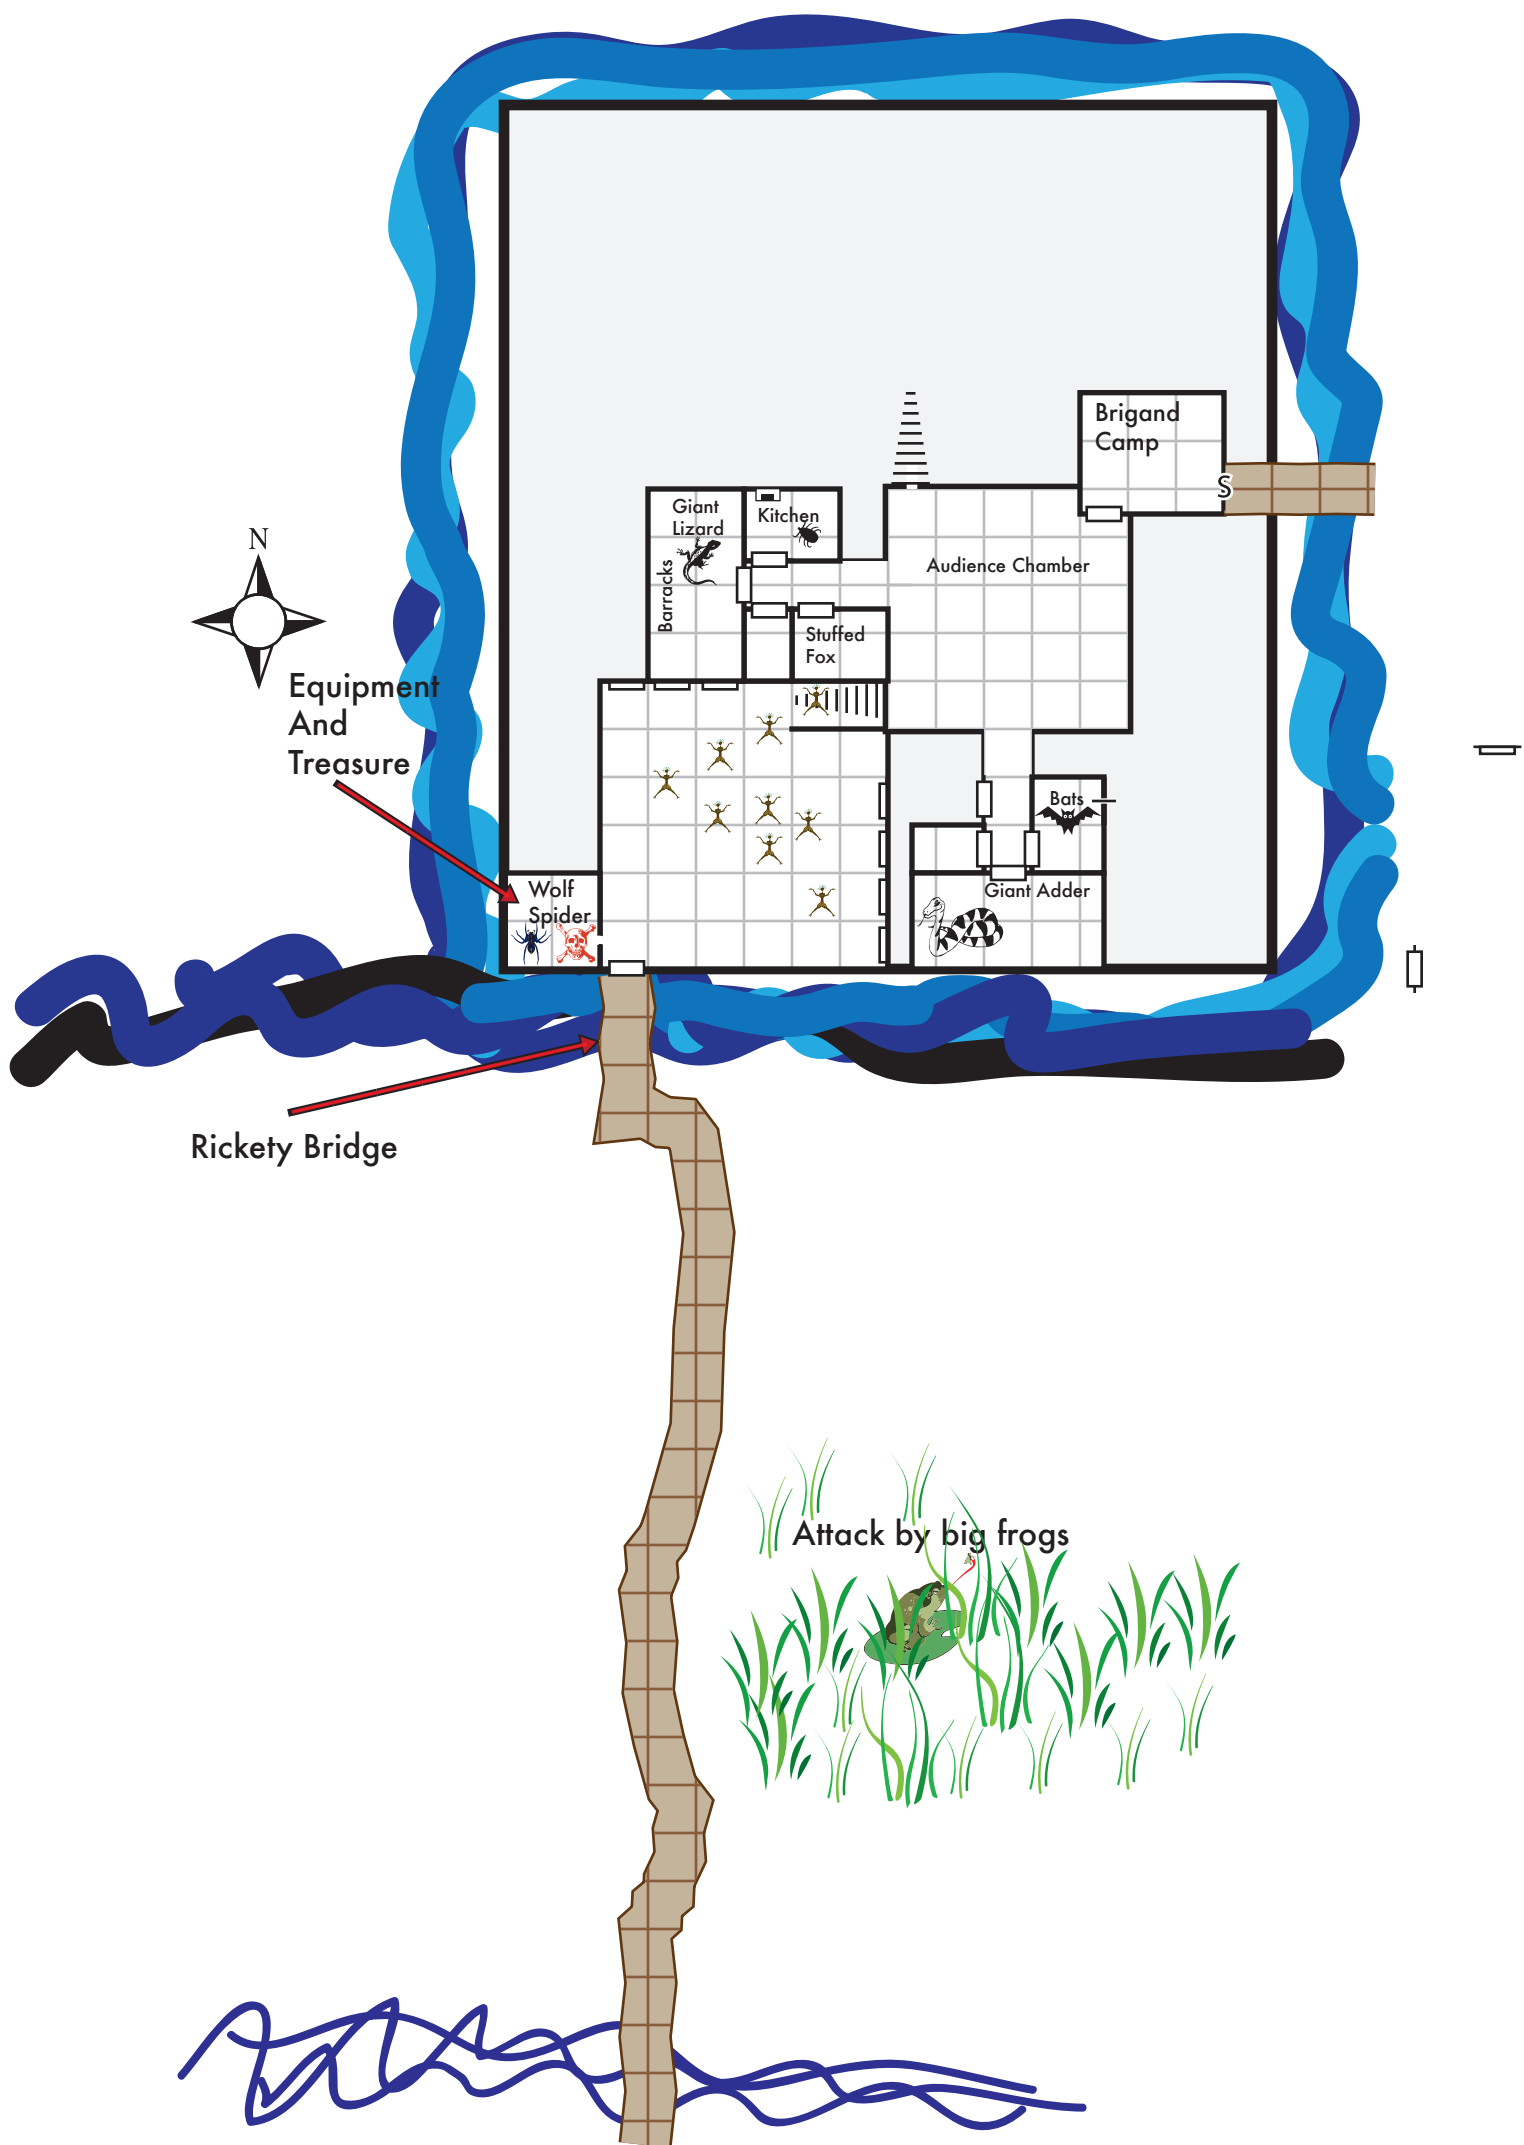 Brigand
Camp
S
Giant
Lizard
Kitchen
N
Audience Chamber
Barracks
Stuffed
Fox
Equipment
And
Treasure
Bats
Wolf
Spider
Giant Adder
Rickety Bridge
Attack by big frogs